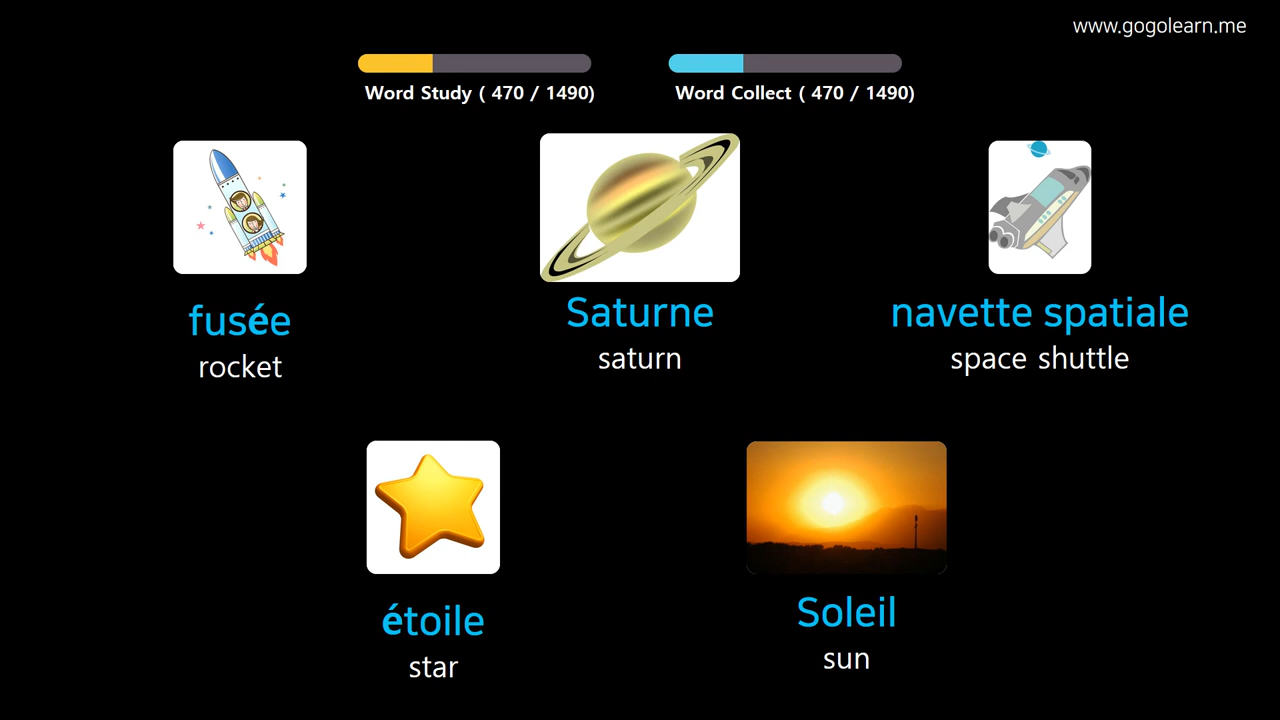 www.gogolearn.me
Word Study ( 470 / 1490)
Word Collect ( 470 / 1490)
fusée
rocket
Saturne
saturn
navette spatiale
space shuttle
étoile
star
Soleil
sun